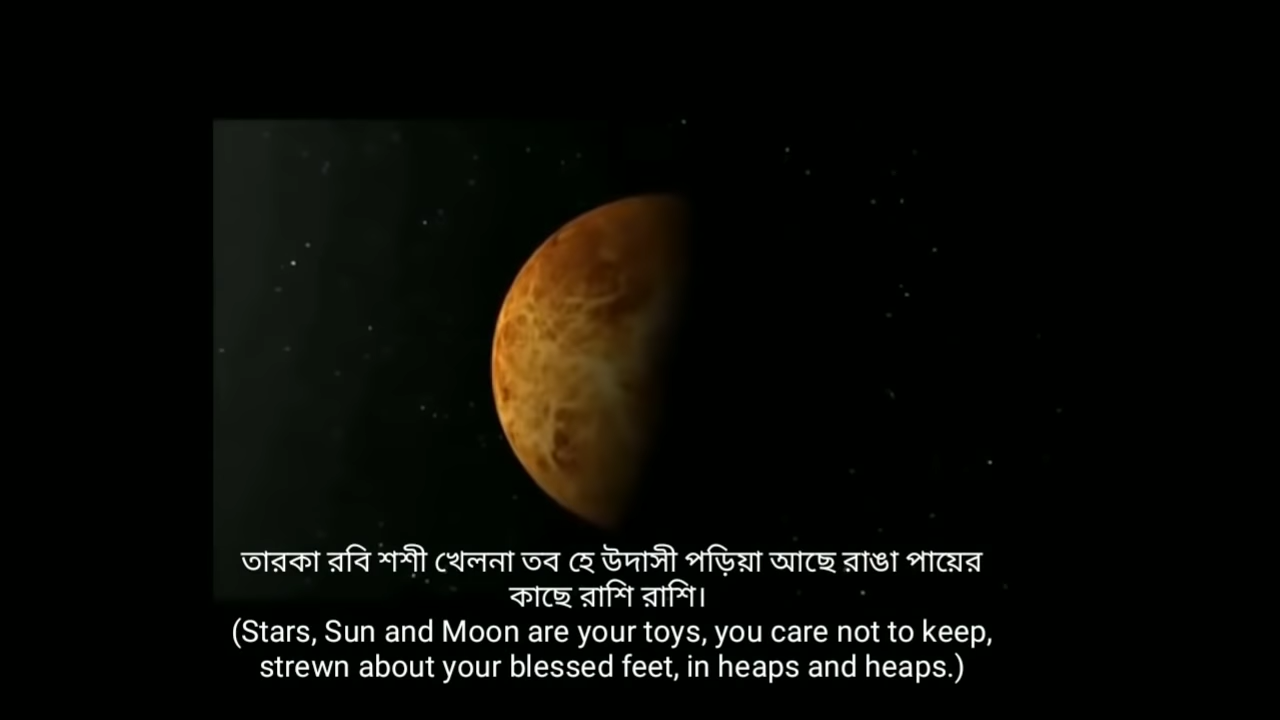 তারকা রবি শশী খেলনা তব হে উদাসী পড়িয়া আছে রাঙা পায়ের
কাছে রাশি রাশি।
(Stars, Sun and Moon are your toys, you care not to keep,
strewn about your blessed feet, in heaps and heaps.)